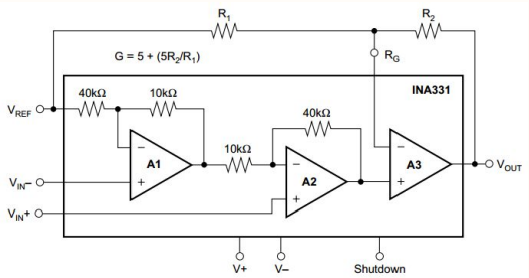 R1
R2
G = 5 + (5R2/R1)
RG
INA331
40kΩ
10kΩ
40kΩ
VREF
10kΩ
A1
A2
A3
VOUT
VIN–
VIN+
–
+
–
+
–
+
V+
V–
Shutdown